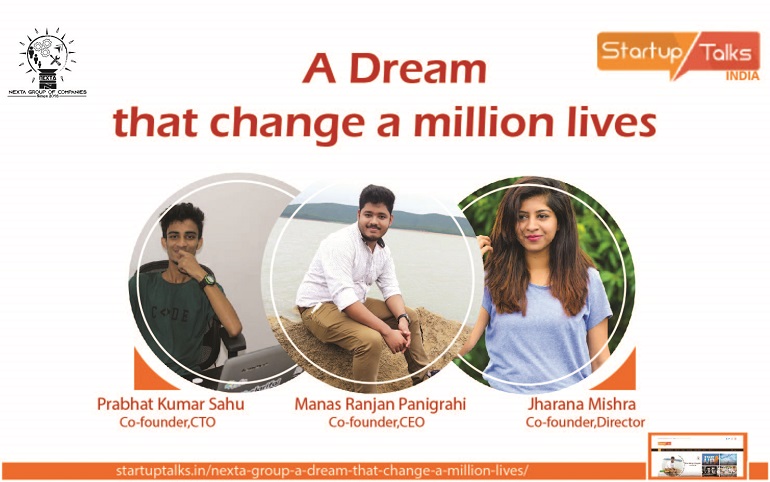 NEXTA
NEXTA GROUP OF COMPANIES
Startup Talks
INDIA
A Dream
that change a million lives
CODE
Prabhat Kumar Sahu
Co-founder,CTO
Manas Ranjan Panigrahi
Co-founder,CEO
Jharana Mishra
Co-founder,Director
startuptalks.in/nexta-group-a-dream-that-change-a-million-lives/